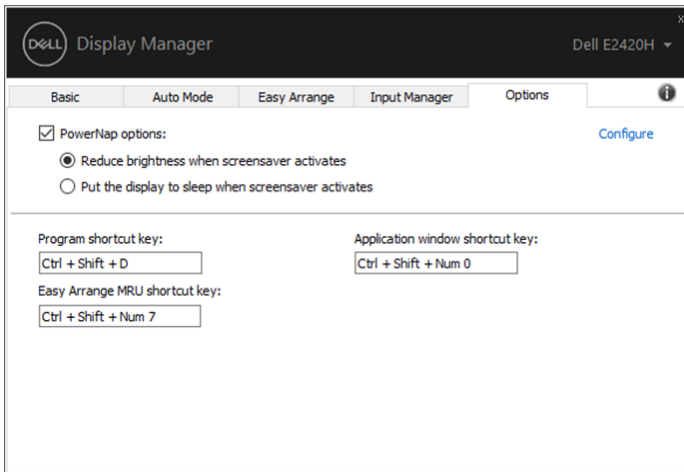 x
DELL Display Manager Dell E2420H
Basic Auto Mode Easy Arrange Input Manager Options i
PowerNap options: Configure
Reduce brightness when screensaver activates
Put the display to sleep when screensaver activates
Program shortcut key: Application window shortcut key:
Ctrl + Shift + D Ctrl + Shift + Num 0
Easy Arrange MRU shortcut key:
Ctrl + Shift + Num 7